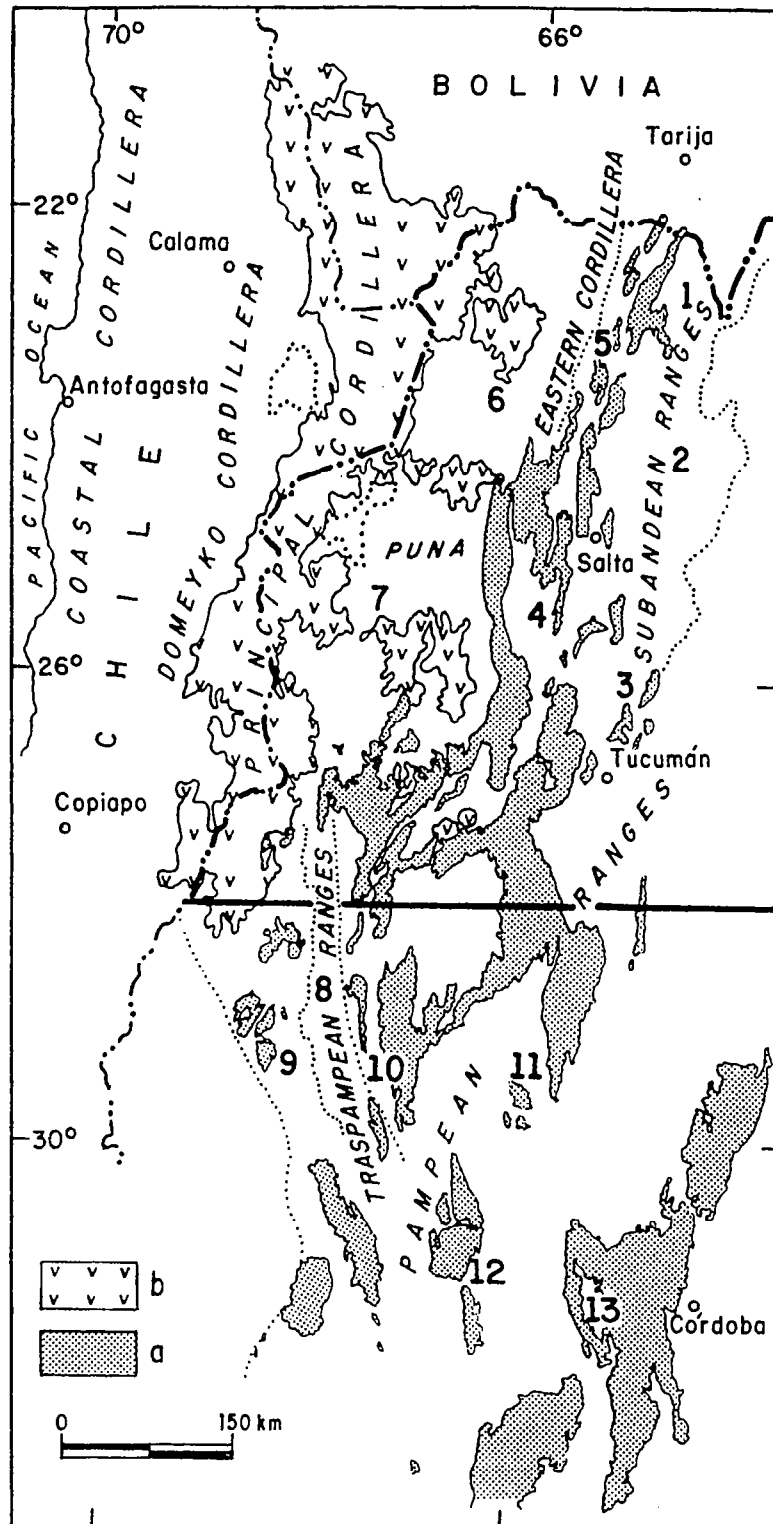 70°
66°
BOLIVIA
Tarija
22°
Calama
PACIFIC OCEAN
COASTAL CORDILLERA
CHILE
DOMEYKO CORDILLERA
PRINCIPAL CORDILLERA
EASTERN CORDILLERA
SUBANDEAN RANGES
1
5
6
Antofagasta
2
Salta
PUNA
7
4
26°
3
Tucumán
Copiapo
PAMPEAN RANGES
TRASPAMPEAN RANGES
8
9
10
11
30°
12
13
Córdoba
b
a
0 150 km